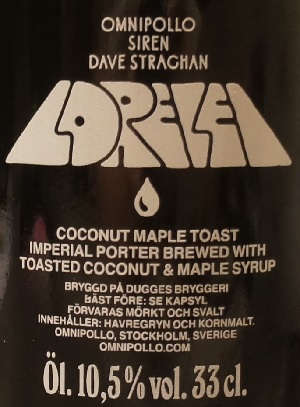 OMNIPOLLO
SIREN
DAVE STRACHAN
LORELEI
COCONUT MAPLE TOAST
IMPERIAL PORTER BREWED WITH
TOASTED COCONUT & MAPLE SYRUP
BRYGGD PÅ DUGGES BRYGGERI
BÄST FÖRE: SE KAPSYL
FÖRVARAS MÖRKT OCH SVALT
INNEHÅLLER: HAVREGRYN OCH KORNMALT.
OMNIPOLLO, STOCKHOLM, SVERIGE
OMNIPOLLO.COM
Öl. 10,5% vol. 33 cl.